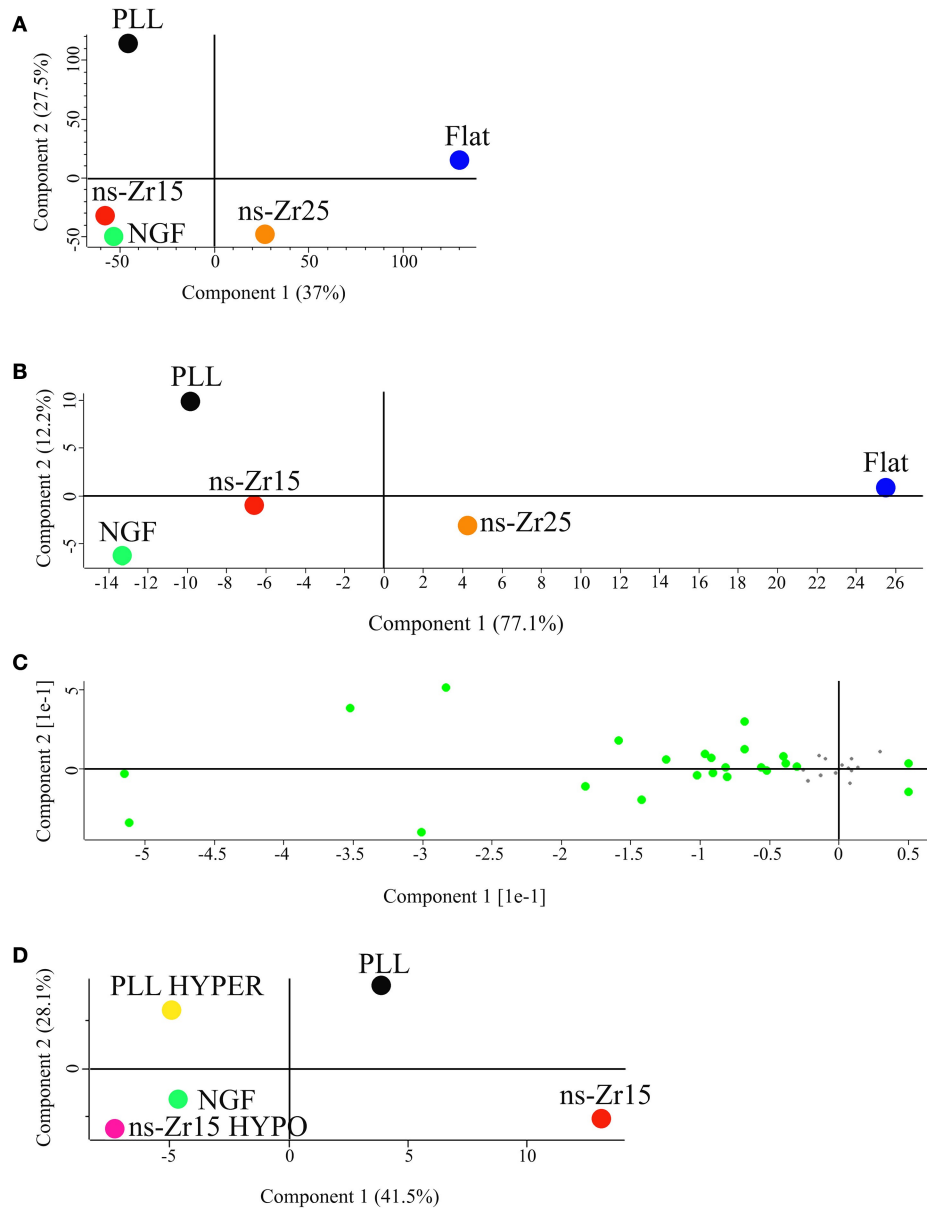 A
PLL
Component 2 (27.5%)
100
50
0
-50
Flat
ns-Zr15
ns-Zr25
NGF
-50 0 50 100
Component 1 (37%)
B
PLL
Component 2 (12.2%)
10
5
0
-5
Flat
ns-Zr15
ns-Zr25
NGF
-14 -12 -10 -8 -6 -4 -2 0 2 4 6 8 10 12 14 16 18 20 22 24 26
Component 1 (77.1%)
C
Component 2 [1e-1]
5
0
-5 -4.5 -4 -3.5 -3 -2.5 -2 -1.5 -1 -0.5 0 0.5
Component 1 [1e-1]
D
PLL
PLL HYPER
Component 2 (28.1%)
0
ns-Zr15
NGF
ns-Zr15 HYPO
-5 0 5 10
Component 1 (41.5%)